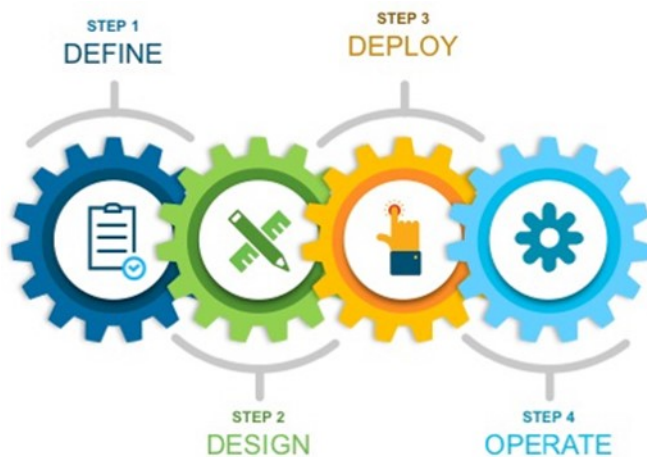 STEP 1
DEFINE
STEP 2
DESIGN
STEP 3
DEPLOY
STEP 4
OPERATE